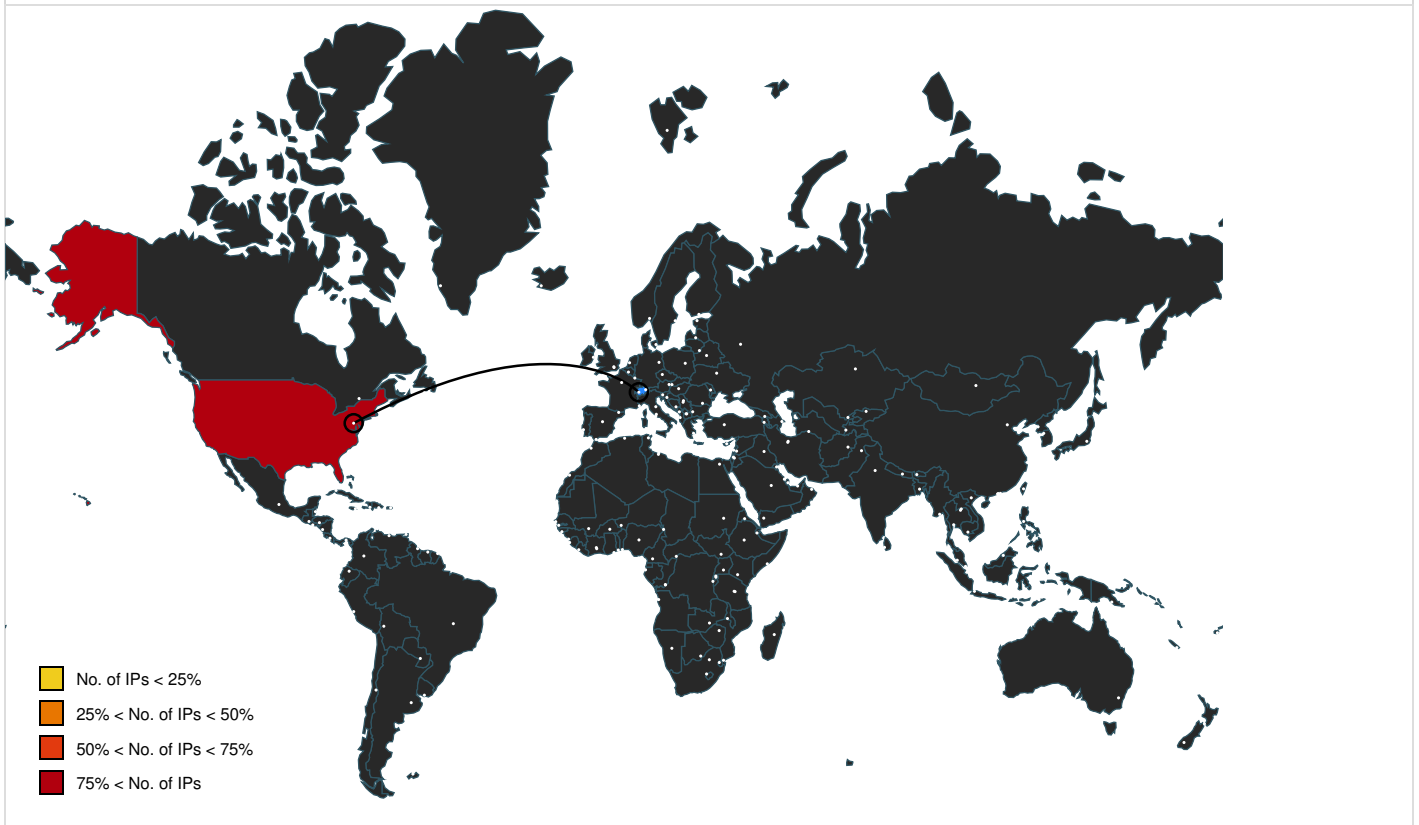 No. of IPs < 25%
25% < No. of IPs < 50%
50% < No. of IPs < 75%
75% < No. of IPs